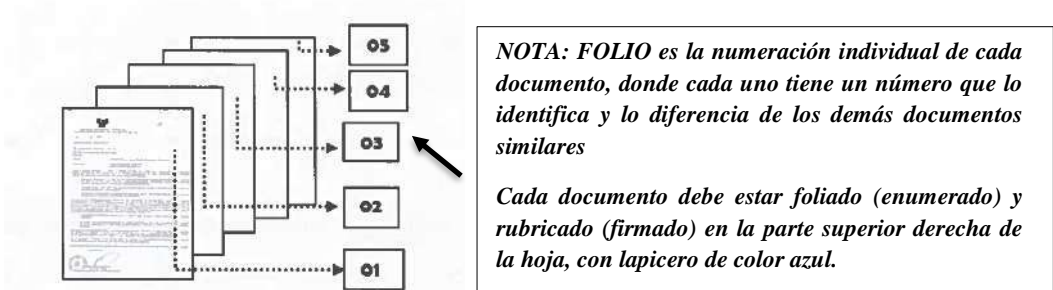 05
04
03
02
01
NOTA: FOLIO es la numeración individual de cada
documento, donde cada uno tiene un número que lo
identifica y lo diferencia de los demás documentos
similares
Cada documento debe estar foliado (enumerado) y
rubricado (firmado) en la parte superior derecha de
la hoja, con lapicero de color azul.